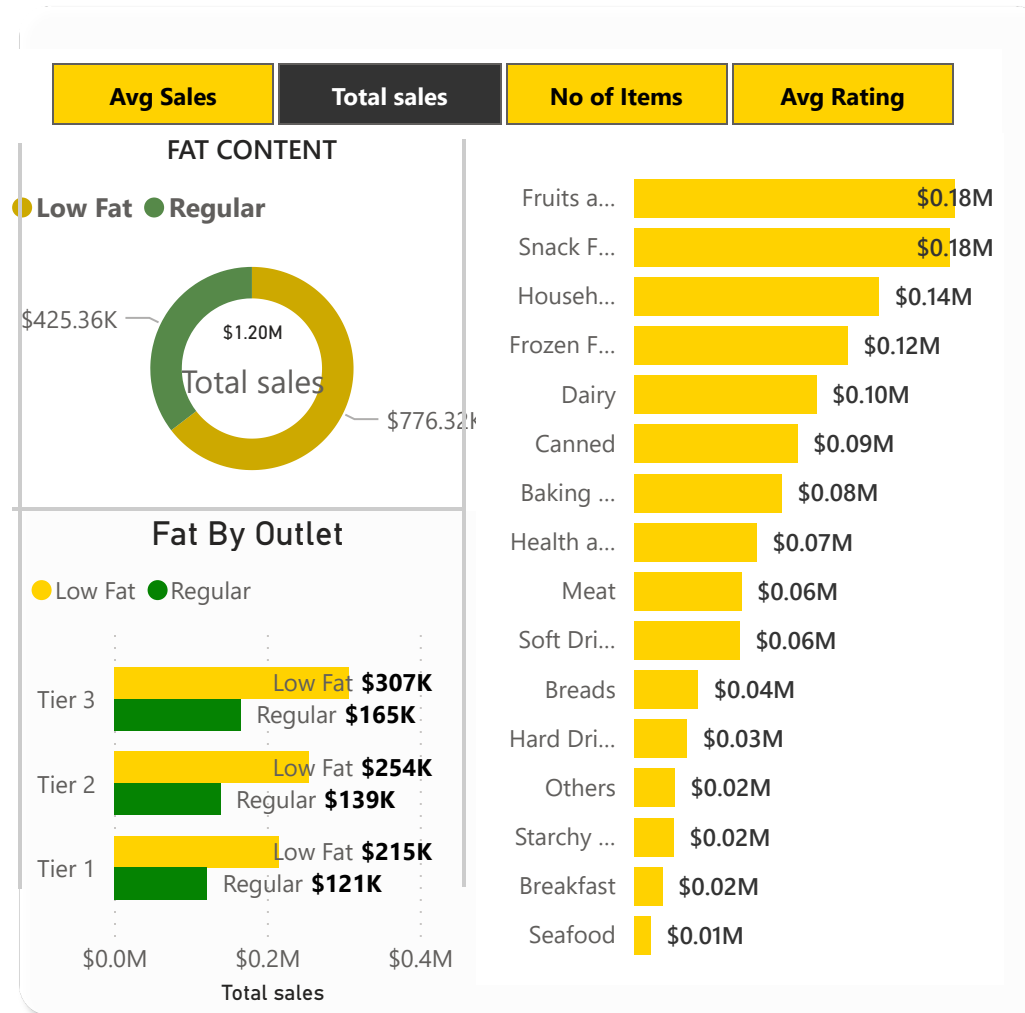 Avg Sales
Total sales
No of Items
Avg Rating
FAT CONTENT
Low Fat
Regular
$425.36K
$1.20M
Total sales
$776.32K
Fat By Outlet
Low Fat
Regular
Tier 3
Low Fat $307K
Regular $165K
Tier 2
Low Fat $254K
Regular $139K
Tier 1
Low Fat $215K
Regular $121K
$0.0M
$0.2M
$0.4M
Total sales
Fruits a... $0.18M
Snack F... $0.18M
Househ... $0.14M
Frozen F... $0.12M
Dairy $0.10M
Canned $0.09M
Baking ... $0.08M
Health a... $0.07M
Meat $0.06M
Soft Dri... $0.06M
Breads $0.04M
Hard Dri... $0.03M
Others $0.02M
Starchy ... $0.02M
Breakfast $0.02M
Seafood $0.01M